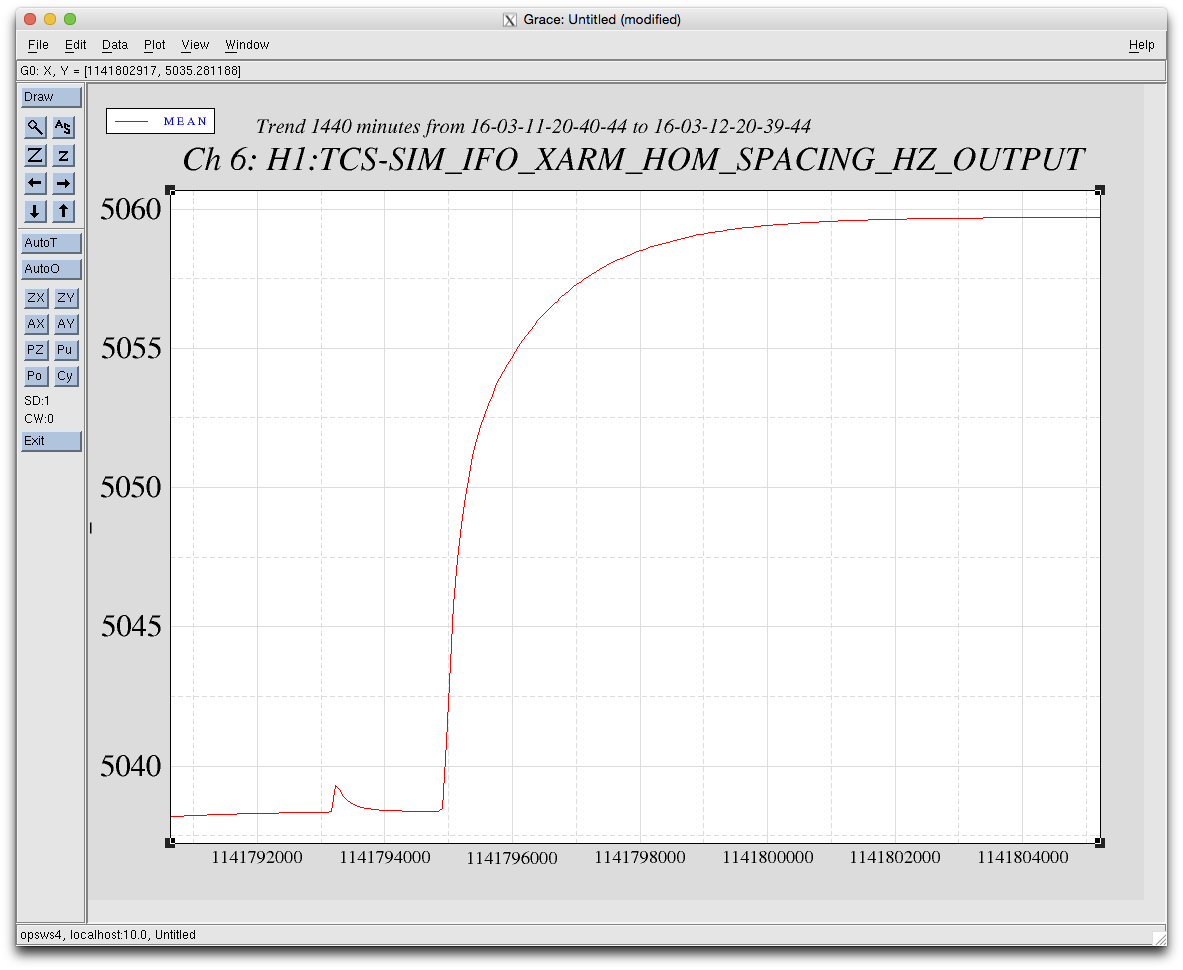 Grace: Untitled (modified)
File Edit Data Plot View Window Help
G0: X, Y = [1141802917, 5035.281188]
Draw
A S
Z z
AutoT
AutoO
ZX ZY
AX AY
PZ Pu
Po Cy
SD:1
CW:0
Exit
MEAN
Trend 1440 minutes from 16-03-11-20-40-44 to 16-03-12-20-39-44
Ch 6: H1:TCS-SIM_IFO_XARM_HOM_SPACING_HZ_OUTPUT
5060
5055
5050
5045
5040
1141792000 1141794000 1141796000 1141798000 1141800000 1141802000 1141804000
opsws4, localhost:10.0, Untitled